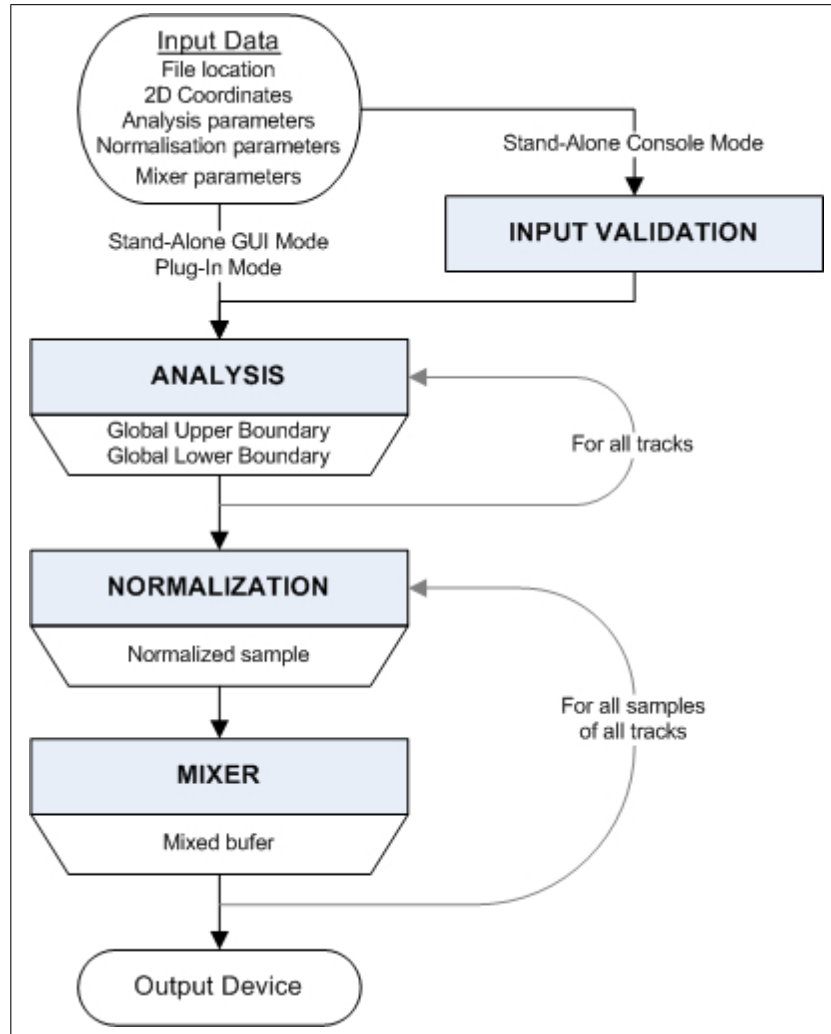 Input Data
File location
2D Coordinates
Analysis parameters
Normalisation parameters
Mixer parameters
Stand-Alone Console Mode
INPUT VALIDATION
Stand-Alone GUI Mode
Plug-In Mode
ANALYSIS
Global Upper Boundary
Global Lower Boundary
For all tracks
NORMALIZATION
Normalized sample
For all samples
of all tracks
MIXER
Mixed bufer
Output Device